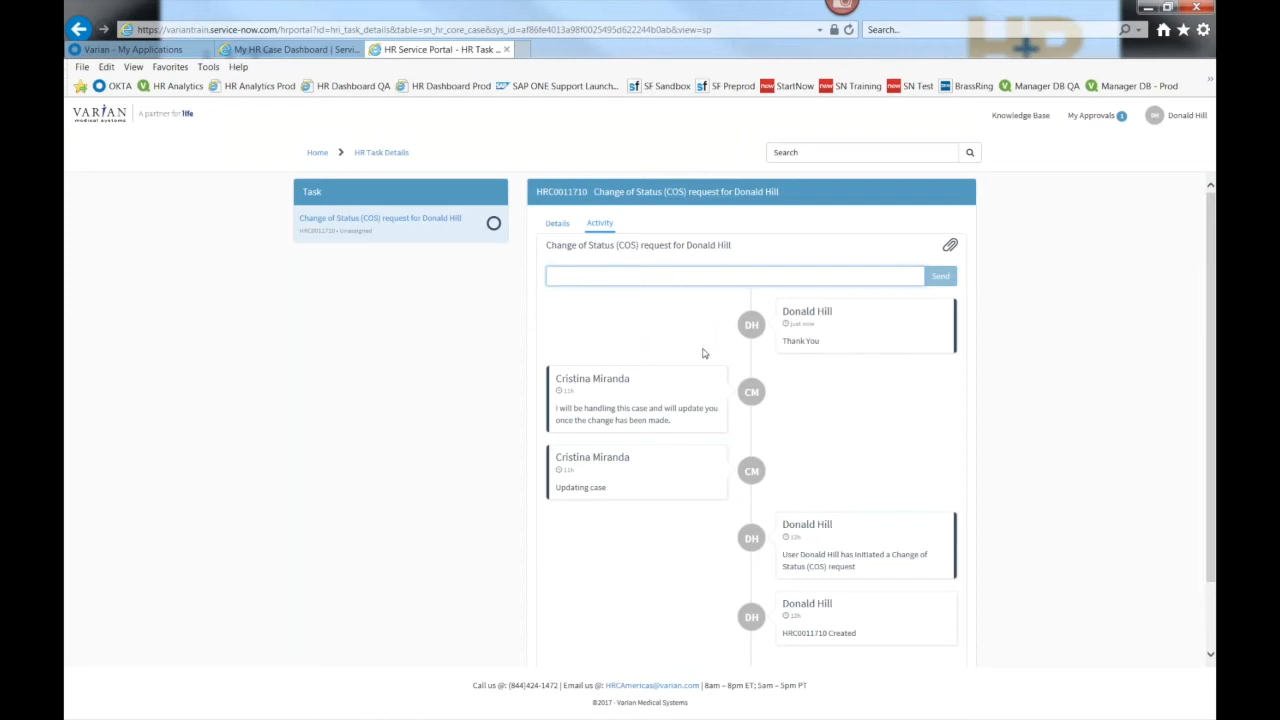 https://variantrain.service-now.com/hrportal?id=hri_task_details&table=sn_hr_core_case&sys_id=af86fe4013a98f0025495d622244b0ab&view=sp
Search...
Varian - My Applications
My HR Case Dashboard | Servi...
HR Service Portal - HR Task ...
File Edit View Favorites Tools Help
OKTA HR Analytics HR Analytics Prod HR Dashboard QA HR Dashboard Prod SAP ONE Support Launch... SF Sandbox SF Preprod StartNow SN Training SN Test BrassRing Manager DB QA Manager DB - Prod
VARIAN
medical systems
A partner for life
Knowledge Base My Approvals 1 DH Donald Hill
Home HR Task Details
Search
Task
Change of Status (COS) request for Donald Hill
HRC0011710 • Unassigned
HRC0011710 Change of Status (COS) request for Donald Hill
Details Activity
Change of Status (COS) request for Donald Hill
Send
DH
Donald Hill
just now
Thank You
Cristina Miranda
11h
I will be handling this case and will update you
once the change has been made.
CM
Cristina Miranda
11h
Updating case
CM
DH
Donald Hill
12h
User Donald Hill has initiated a Change of
Status (COS) request
DH
Donald Hill
12h
HRC0011710 Created
Call us @: (844)424-1472 | Email us @: HRCAmericas@varian.com | 8am – 8pm ET; 5am – 5pm PT
©2017 · Varian Medical Systems